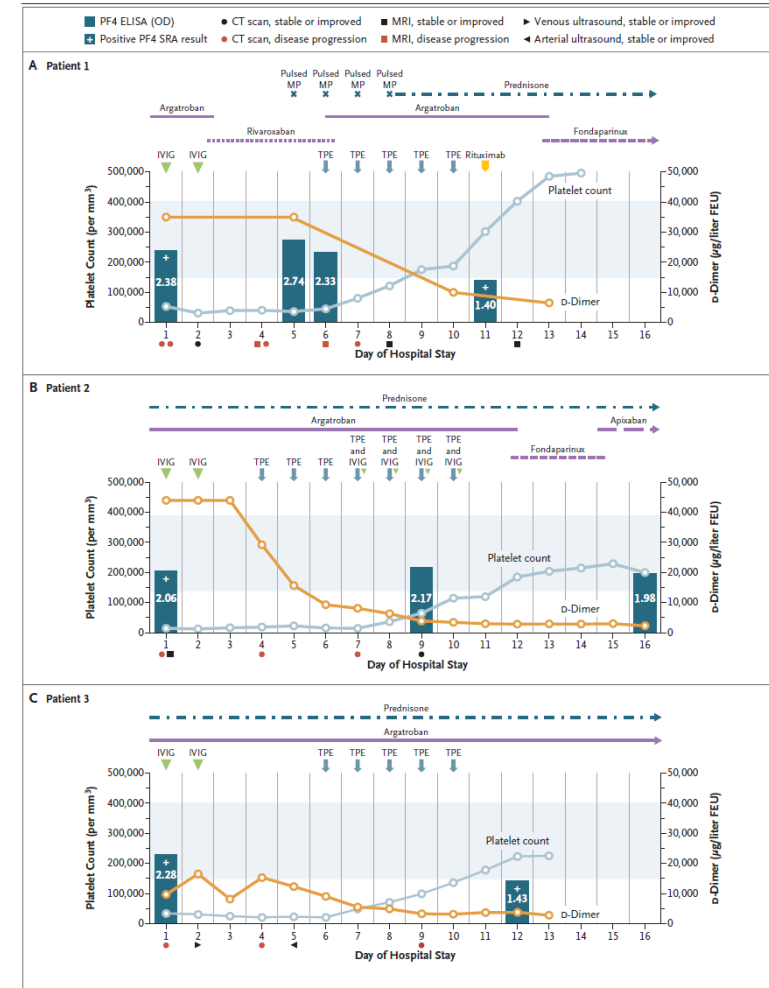 PF4 ELISA (OD) CT scan, stable or improved MRI, stable or improved Venous ultrasound, stable or improved
+ Positive PF4 SRA result CT scan, disease progression MRI, disease progression Arterial ultrasound, stable or improved
A Patient 1
Pulsed MP Pulsed MP Pulsed MP Pulsed MP
Prednisone
Argatroban Argatroban
Rivaroxaban Fondaparinux
IVIG IVIG TPE TPE TPE TPE TPE Rituximab
Platelet Count (per mm³)
500,000 50,000
400,000 40,000
300,000 30,000
200,000 20,000
100,000 10,000
0 0
D-Dimer (µg/liter FEU)
Platelet count
D-Dimer
+ 2.38 2.74 2.33 + 1.40
1 2 3 4 5 6 7 8 9 10 11 12 13 14 15 16
Day of Hospital Stay
B Patient 2
Prednisone
Argatroban Apixaban
Fondaparinux
IVIG IVIG TPE TPE TPE TPE and IVIG TPE and IVIG TPE and IVIG TPE and IVIG
Platelet Count (per mm³)
500,000 50,000
400,000 40,000
300,000 30,000
200,000 20,000
100,000 10,000
0 0
D-Dimer (µg/liter FEU)
Platelet count
D-Dimer
+ 2.06 2.17 1.98
1 2 3 4 5 6 7 8 9 10 11 12 13 14 15 16
Day of Hospital Stay
C Patient 3
Prednisone
Argatroban
IVIG IVIG TPE TPE TPE TPE TPE
Platelet Count (per mm³)
500,000 50,000
400,000 40,000
300,000 30,000
200,000 20,000
100,000 10,000
0 0
D-Dimer (µg/liter FEU)
Platelet count
D-Dimer
+ 2.28 + 1.43
1 2 3 4 5 6 7 8 9 10 11 12 13 14 15 16
Day of Hospital Stay